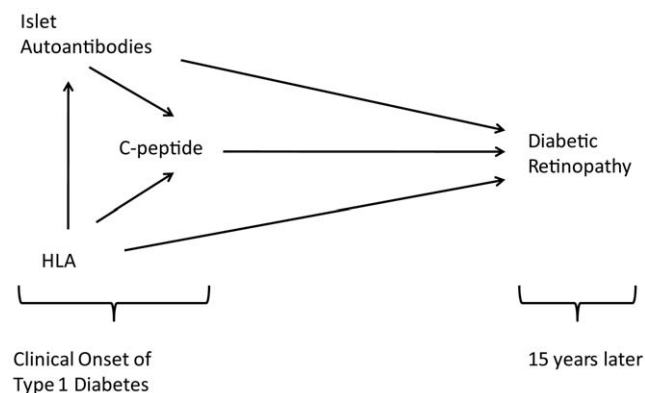 Islet
Autoantibodies
C-peptide
Diabetic
Retinopathy
HLA
Clinical Onset of
Type 1 Diabetes
15 years later